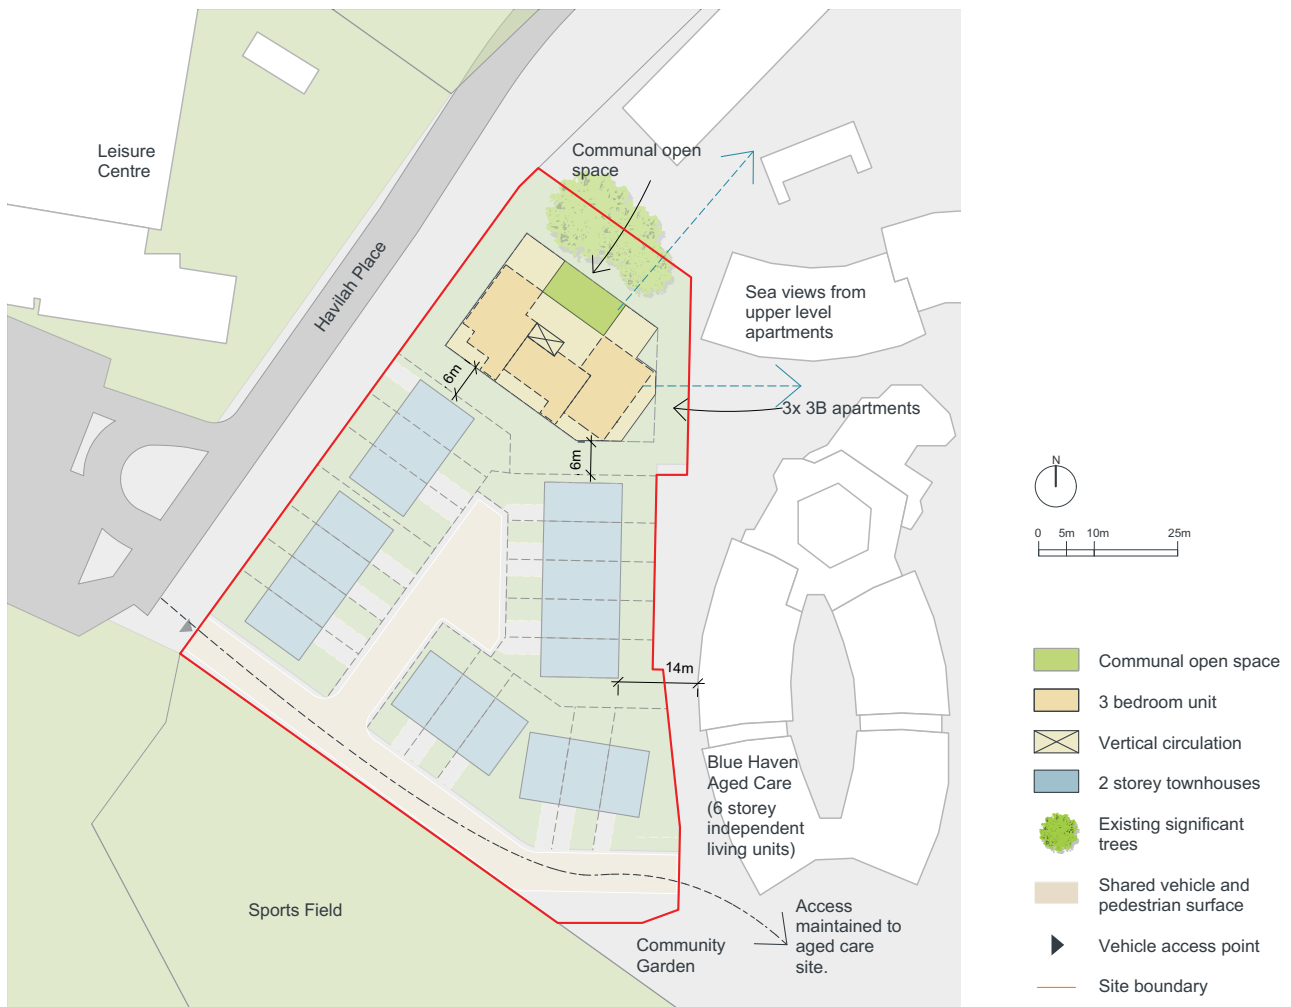 Leisure
Centre
Havilah Place
Communal open
space
Sea views from
upper level
apartments
6m
3x 3B apartments
6m
14m
Blue Haven
Aged Care
(6 storey
independent
living units)
Sports Field
Community
Garden
Access
maintained to
aged care
site.
N
0 5m 10m 25m
Communal open space
3 bedroom unit
Vertical circulation
2 storey townhouses
Existing significant
trees
Shared vehicle and
pedestrian surface
Vehicle access point
Site boundary